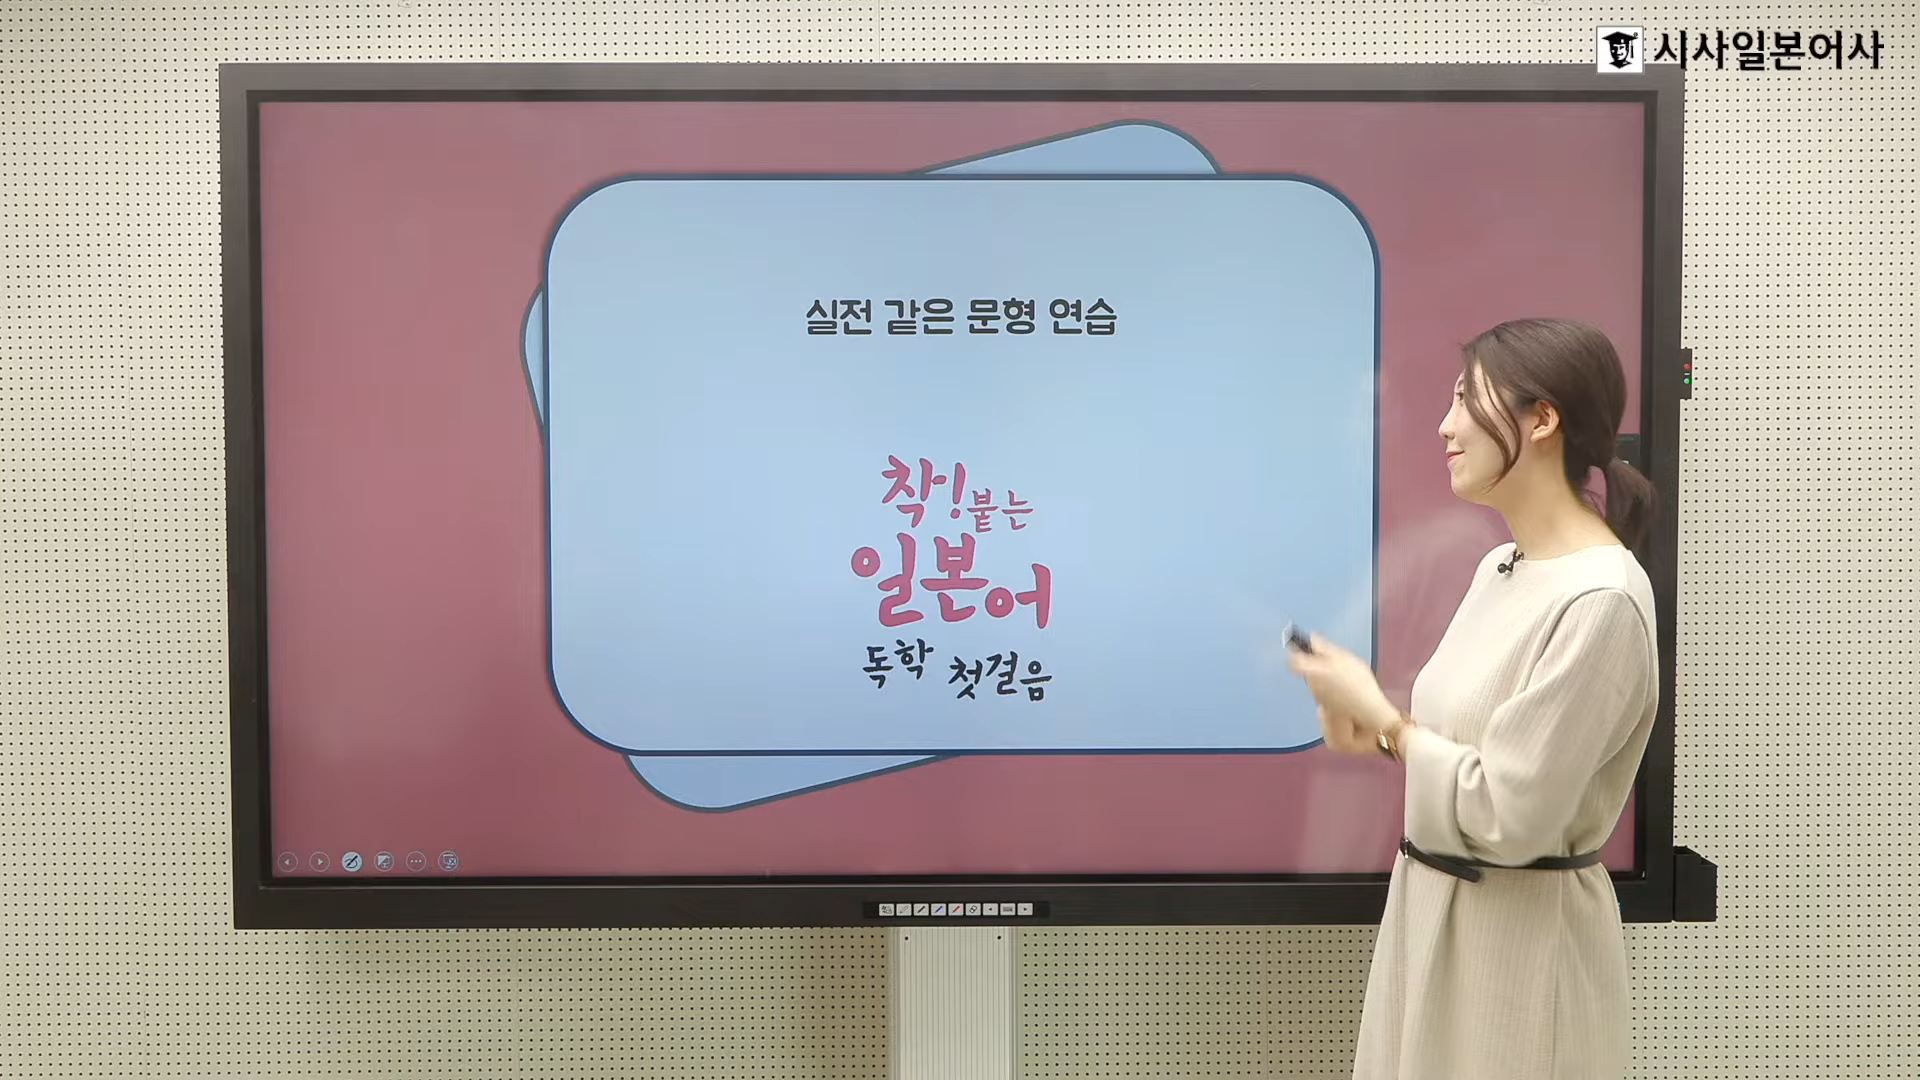 시사일본어사
실전 같은 문형 연습
착!붙는
일본어
독학 첫걸음